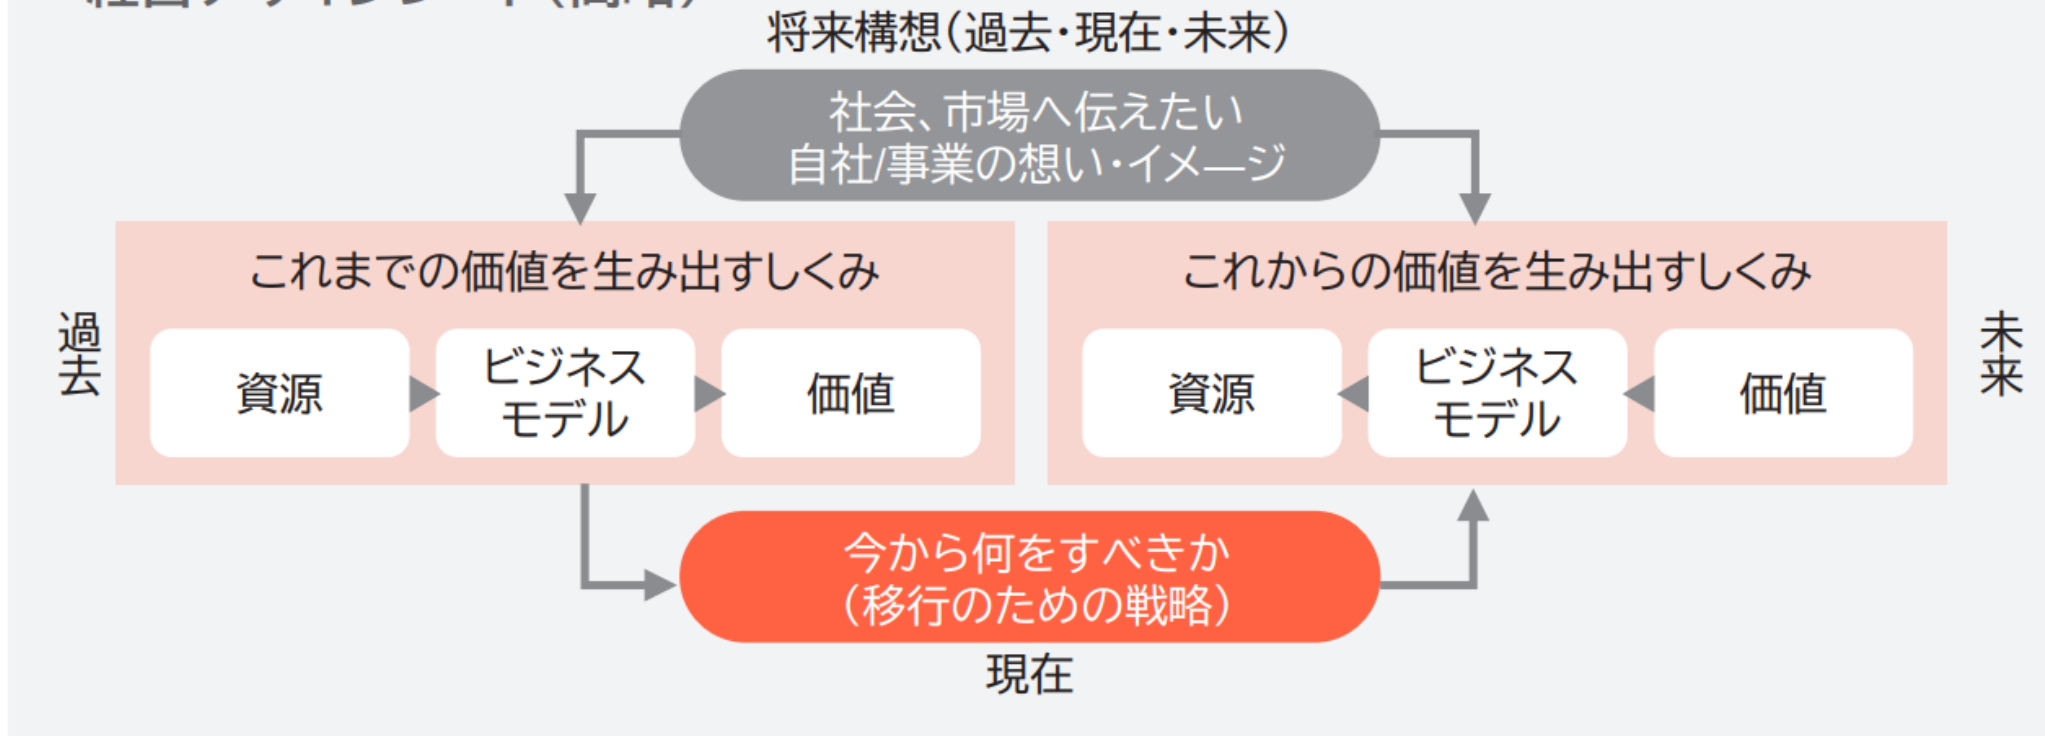 将来構想（過去・現在・未来）
社会、市場へ伝えたい
自社/事業の想い・イメージ
これまでの価値を生み出すしくみ
過去
資源
ビジネス
モデル
価値
これからの価値を生み出すしくみ
資源
ビジネス
モデル
価値
未来
今から何をすべきか
（移行のための戦略）
現在